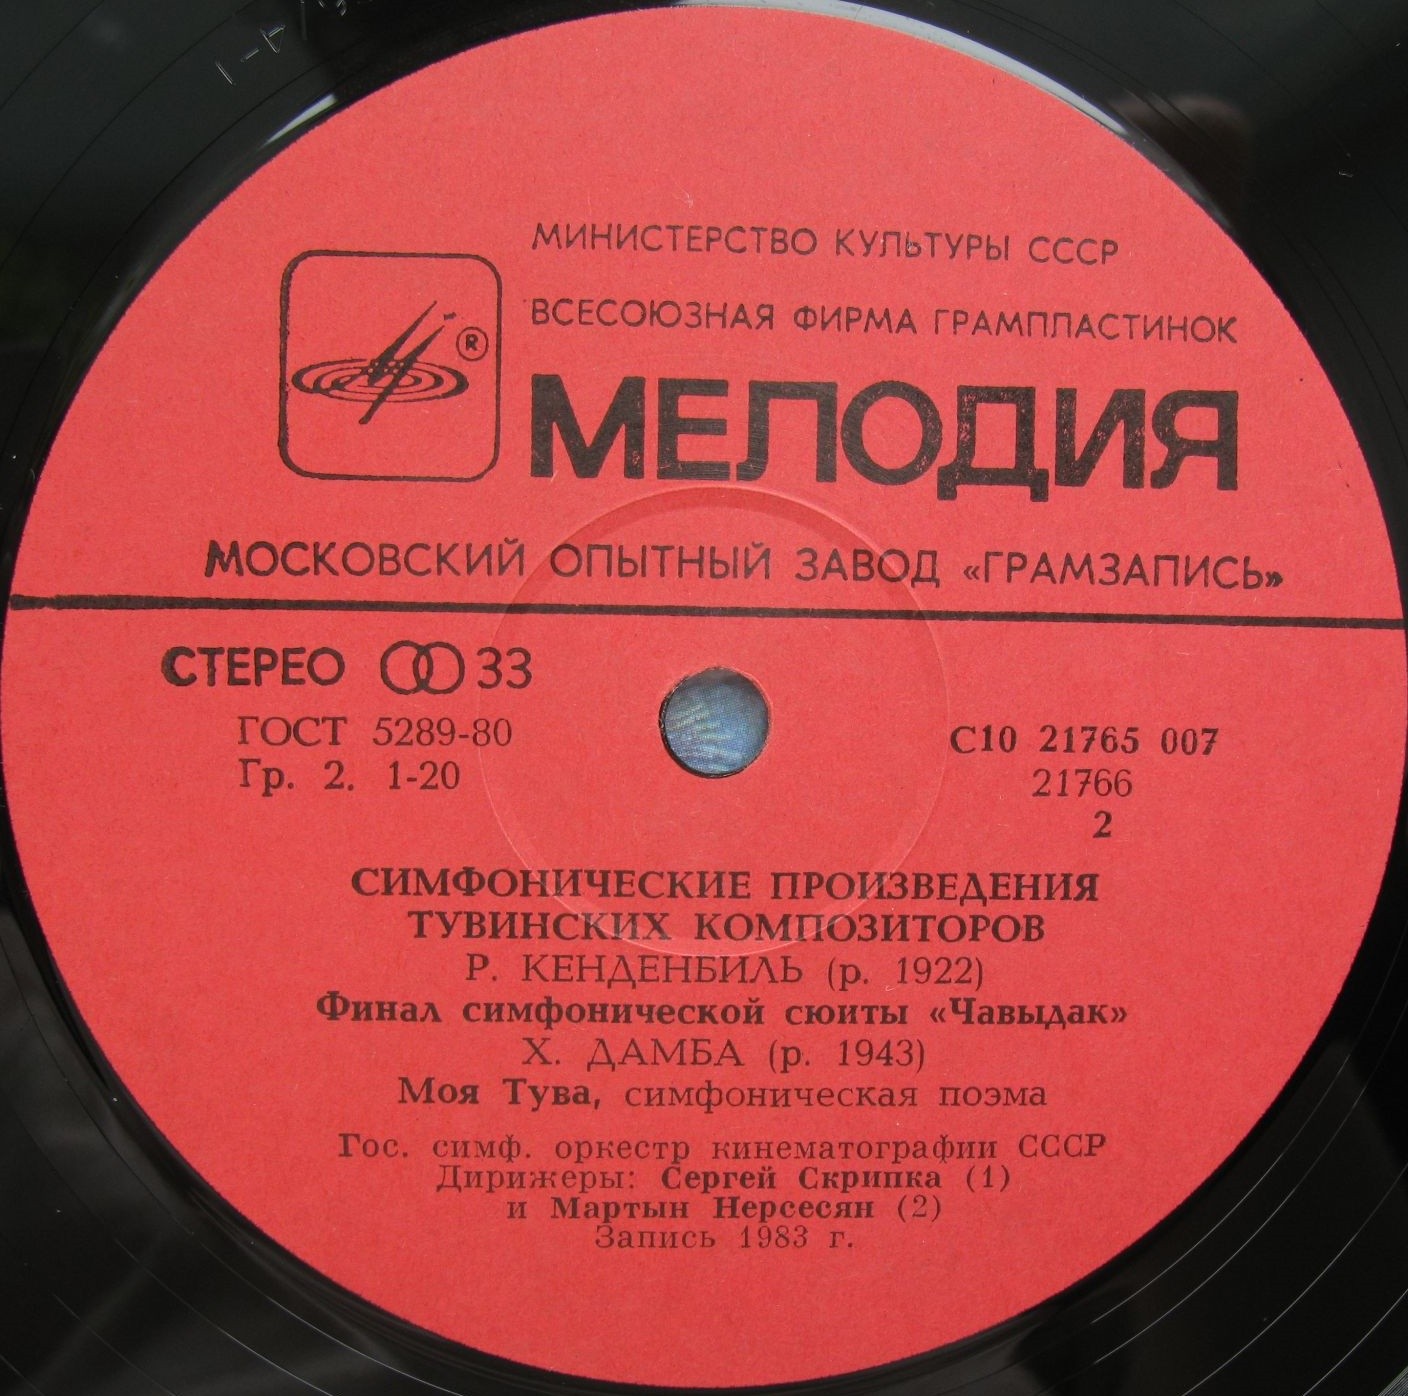 МИНИСТЕРСТВО КУЛЬТУРЫ СССР
ВСЕСОЮЗНАЯ ФИРМА ГРАМПЛАСТИНОК
®
МЕЛОДИЯ
МОСКОВСКИЙ ОПЫТНЫЙ ЗАВОД «ГРАМЗАПИСЬ»
СТЕРЕО 33
ГОСТ 5289-80
Гр. 2. 1-20
С10 21765 007
21766
2
СИМФОНИЧЕСКИЕ ПРОИЗВЕДЕНИЯ
ТУВИНСКИХ КОМПОЗИТОРОВ
Р. КЕНДЕНБИЛЬ (р. 1922)
Финал симфонической сюиты «Чавыдак»
Х. ДАМБА (р. 1943)
Моя Тува, симфоническая поэма
Гос. симф. оркестр кинематографии СССР
Дирижеры: Сергей Скрипка (1)
и Мартын Нерсесян (2)
Запись 1983 г.